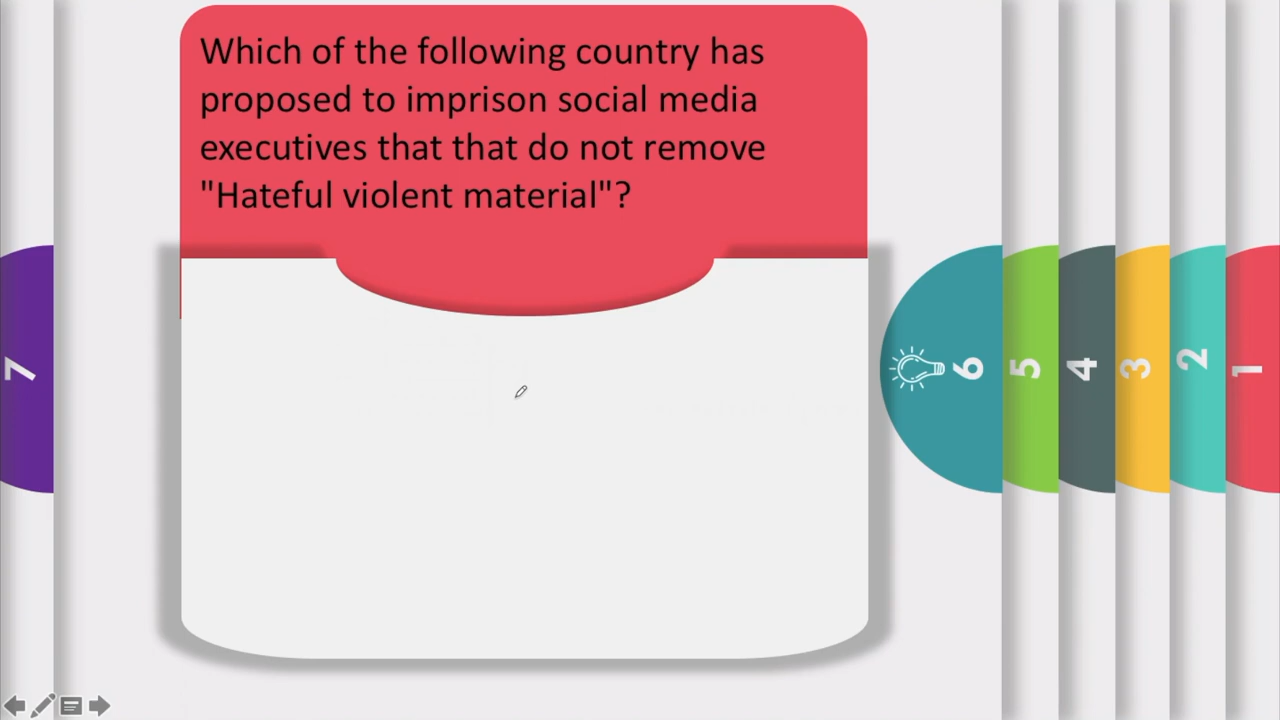 Which of the following country has
proposed to imprison social media
executives that that do not remove
"Hateful violent material"?
7
6
5
4
3
2
1